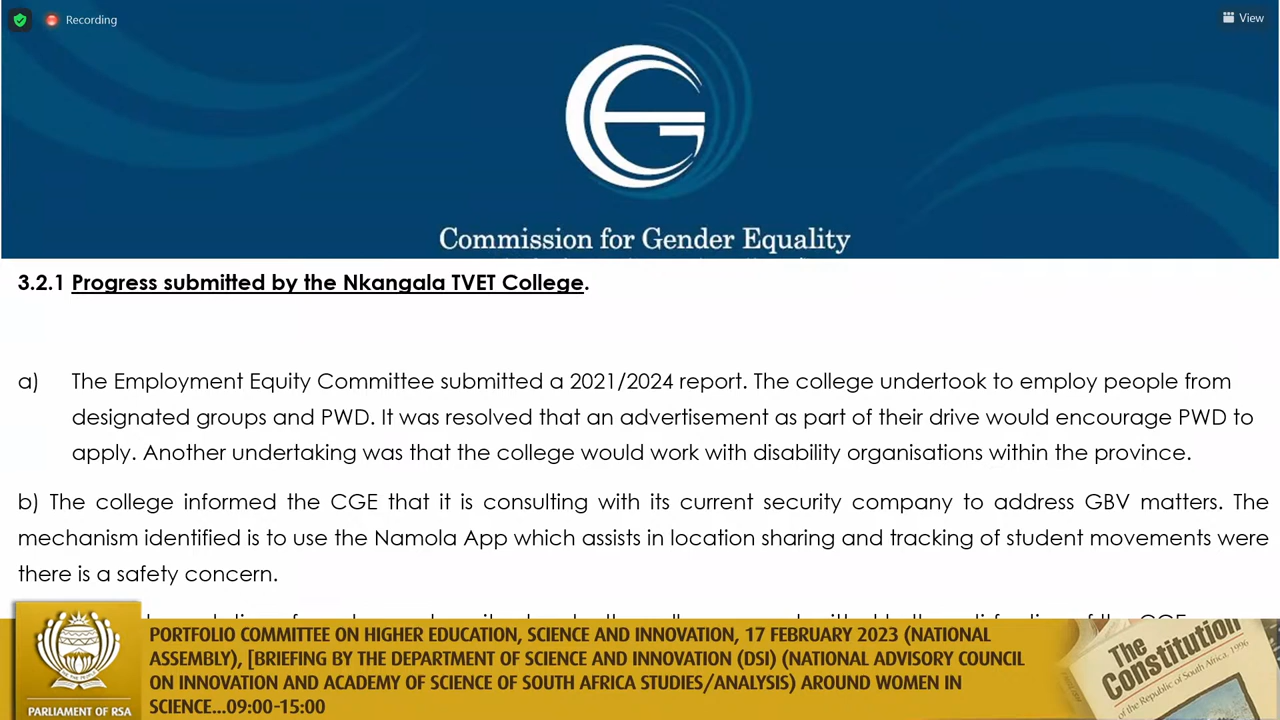 Recording
View
Commission for Gender Equality
3.2.1 Progress submitted by the Nkangala TVET College.
a) The Employment Equity Committee submitted a 2021/2024 report. The college undertook to employ people from
designated groups and PWD. It was resolved that an advertisement as part of their drive would encourage PWD to
apply. Another undertaking was that the college would work with disability organisations within the province.
b) The college informed the CGE that it is consulting with its current security company to address GBV matters. The
mechanism identified is to use the Namola App which assists in location sharing and tracking of student movements were
there is a safety concern.
PORTFOLIO COMMITTEE ON HIGHER EDUCATION, SCIENCE AND INNOVATION, 17 FEBRUARY 2023 (NATIONAL
ASSEMBLY), [BRIEFING BY THE DEPARTMENT OF SCIENCE AND INNOVATION (DSI) (NATIONAL ADVISORY COUNCIL
ON INNOVATION AND ACADEMY OF SCIENCE OF SOUTH AFRICA STUDIES/ANALYSIS) AROUND WOMEN IN
SCIENCE...09:00-15:00
PARLIAMENT OF RSA
The
Constitution
of the Republic of South Africa, 1996